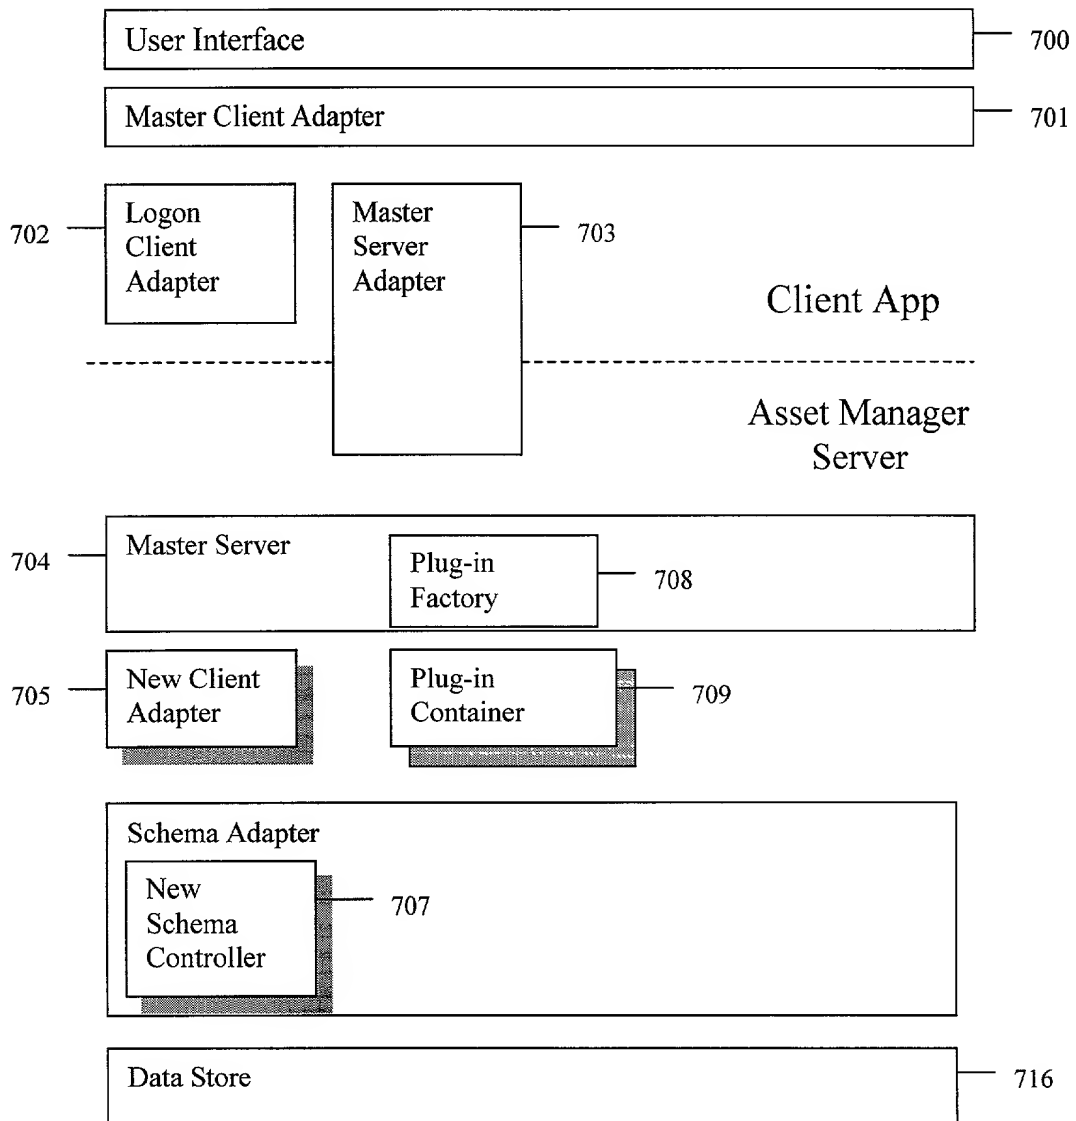 User Interface
700
Master Client Adapter
701
702
Logon
Client
Adapter
Master
Server
Adapter
703
Client App
Asset Manager
Server
704
Master Server
Plug-in
Factory
708
705
New Client
Adapter
Plug-in
Container
709
Schema Adapter
New
Schema
Controller
707
Data Store
716